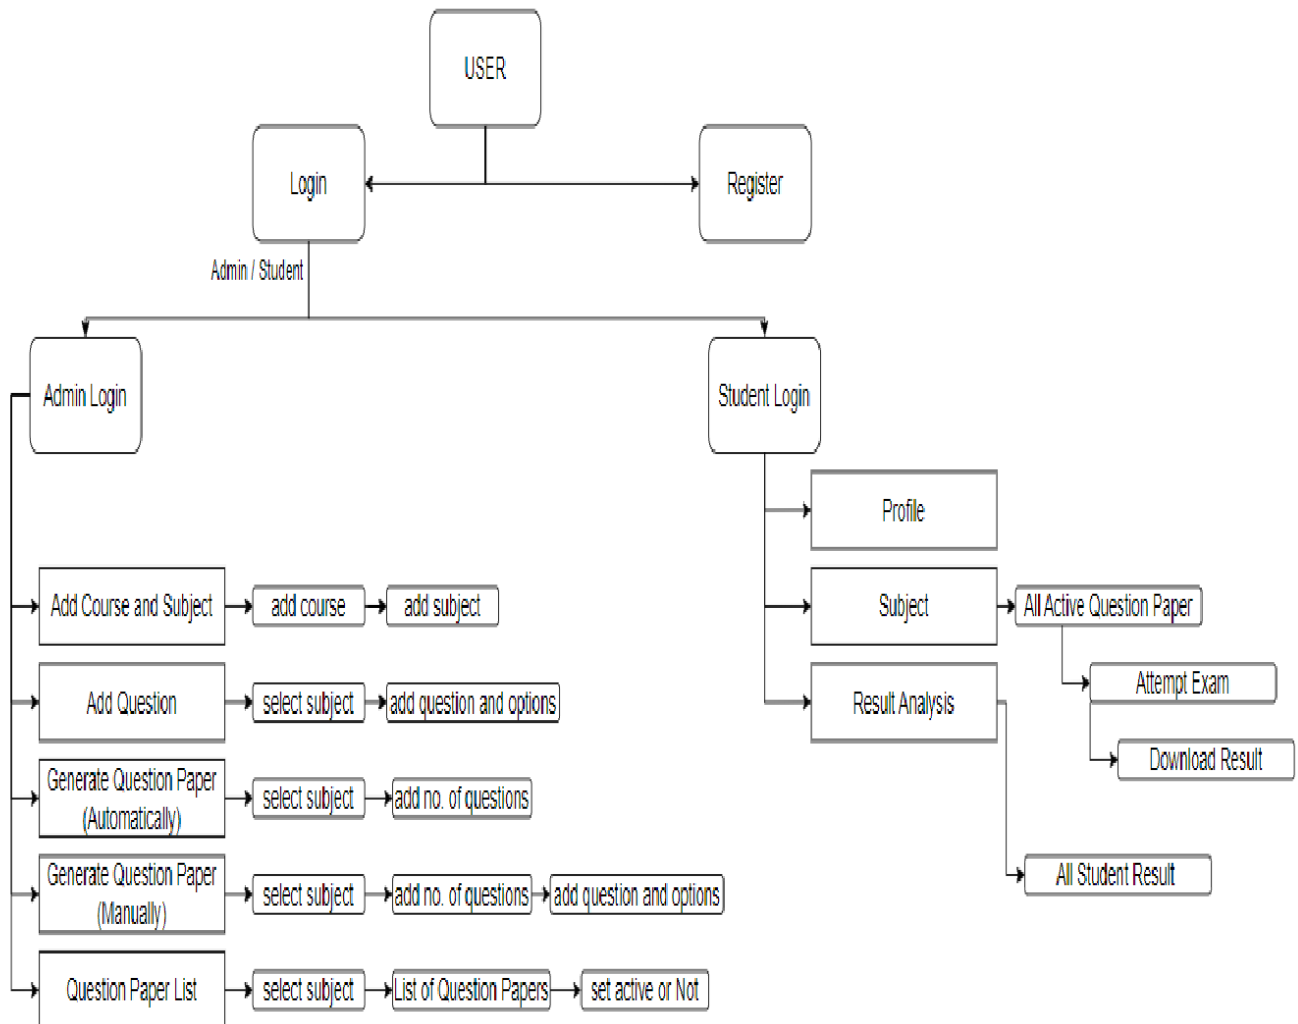 USER
Login
Register
Admin / Student
Admin Login
Student Login
Profile
Add Course and Subject
add course
add subject
Subject
All Active Question Paper
Add Question
select subject
add question and options
Result Analysis
Attempt Exam
Download Result
Generate Question Paper
(Automatically)
select subject
add no. of questions
Generate Question Paper
(Manually)
select subject
add no. of questions
add question and options
All Student Result
Question Paper List
select subject
List of Question Papers
set active or Not